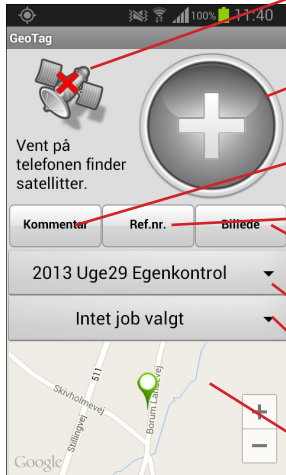 100% 11:40
GeoTag
Vent på
telefonen finder
satellitter.
Kommentar Ref.nr. Billede
2013 Uge29 Egenkontrol
Intet job valgt
511
Skivholmevej
Stillingvej
Borum Landevej
Google